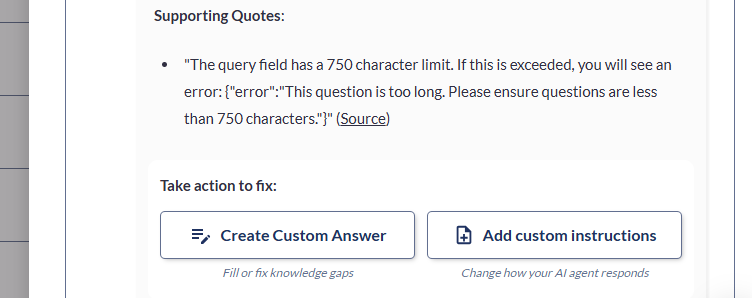 Supporting Quotes:
• "The query field has a 750 character limit. If this is exceeded, you will see an
error: {"error":"This question is too long. Please ensure questions are less
than 750 characters."}" (Source)
Take action to fix:
Create Custom Answer
Add custom instructions
Fill or fix knowledge gaps
Change how your AI agent responds